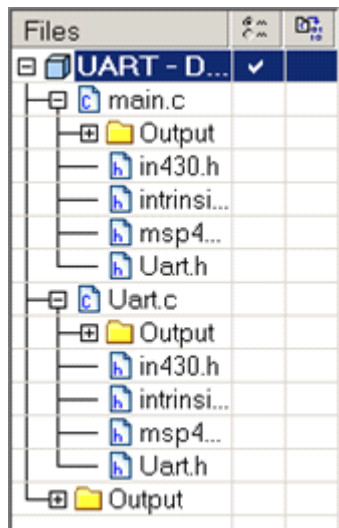 Files
UART - D...
main.c
Output
in430.h
intrinsi...
msp4...
Uart.h
Uart.c
Output
in430.h
intrinsi...
msp4...
Uart.h
Output